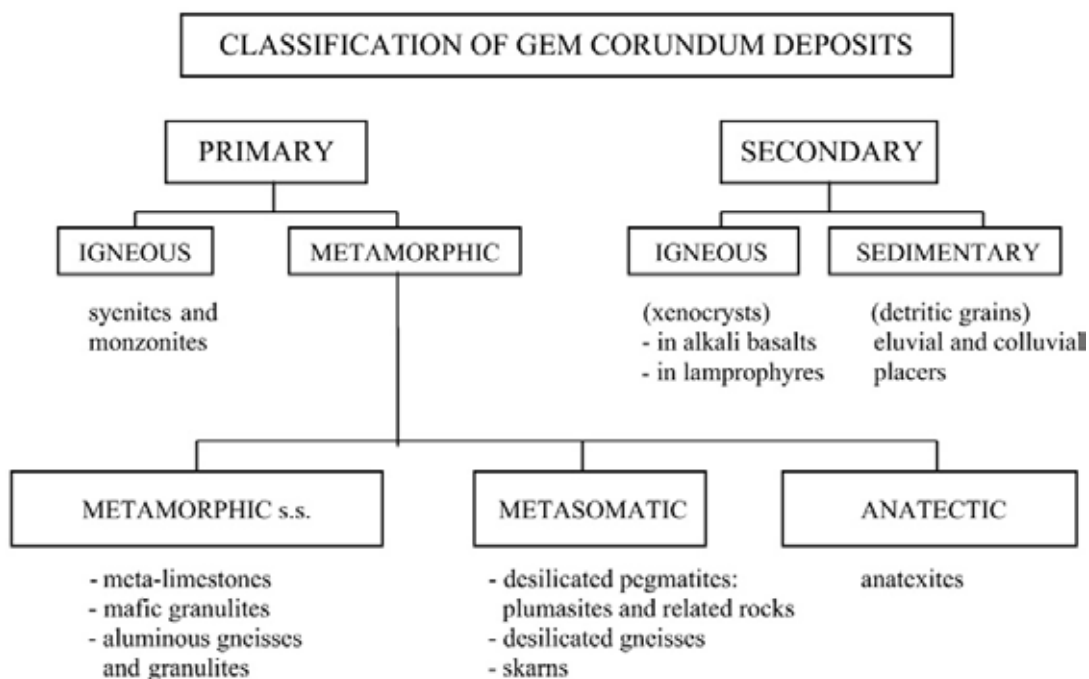 CLASSIFICATION OF GEM CORUNDUM DEPOSITS
PRIMARY
SECONDARY
IGNEOUS
METAMORPHIC
IGNEOUS
SEDIMENTARY
syenites and
monzonites
(xenocrysts)
- in alkali basalts
- in lamprophyres
(detritic grains)
eluvial and colluvial
placers
METAMORPHIC s.s.
METASOMATIC
ANATECTIC
- meta-limestones
- mafic granulites
- aluminous gneisses
and granulites
- desilicated pegmatites:
plumasites and related rocks
- desilicated gneisses
- skarns
anatexites